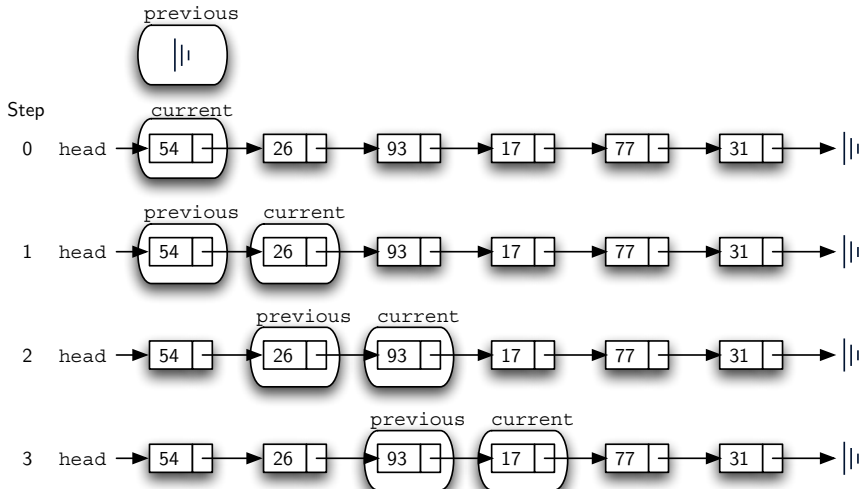 previous
Step
current
0 head 54 26 93 17 77 31
previous current
1 head 54 26 93 17 77 31
previous current
2 head 54 26 93 17 77 31
previous current
3 head 54 26 93 17 77 31